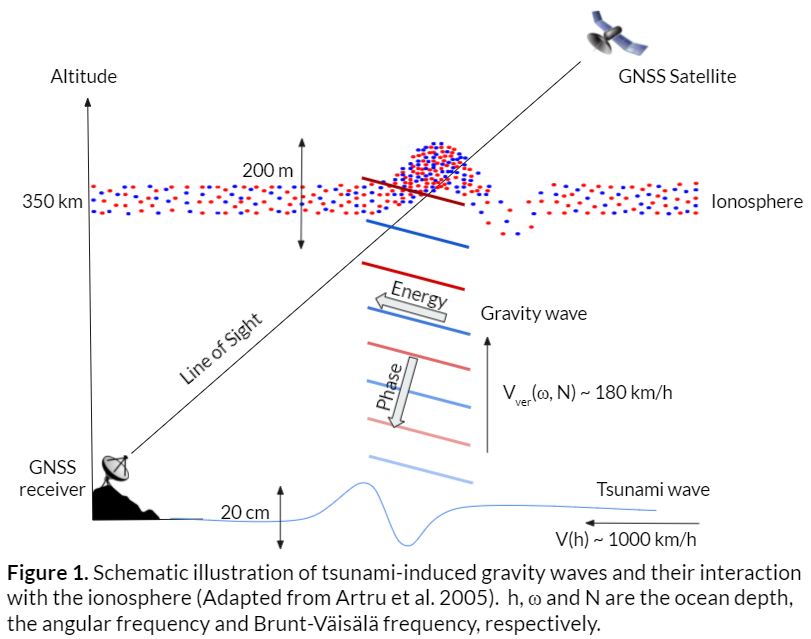 GNSS Satellite
Altitude
200 m
350 km
Ionosphere
Energy
Gravity wave
Line of Sight
Phase
Vver(ω, N) ~ 180 km/h
GNSS
receiver
Tsunami wave
20 cm
V(h) ~ 1000 km/h
Figure 1. Schematic illustration of tsunami-induced gravity waves and their interaction
with the ionosphere (Adapted from Artru et al. 2005). h, ω and N are the ocean depth,
the angular frequency and Brunt-Väisälä frequency, respectively.